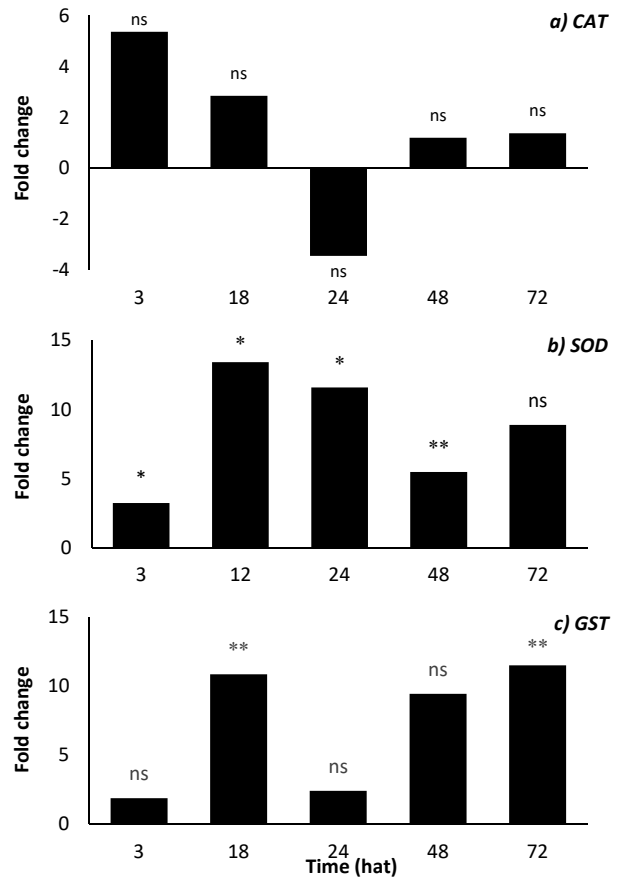 a) CAT
Fold change
6
4
2
0
-2
-4
ns
ns
ns
ns
ns
3 18 24 48 72
b) SOD
Fold change
15
10
5
0
*
*
*
**
ns
3 12 24 48 72
c) GST
Fold change
15
10
5
0
ns
**
ns
ns
**
3 18 24 48 72
Time (hat)